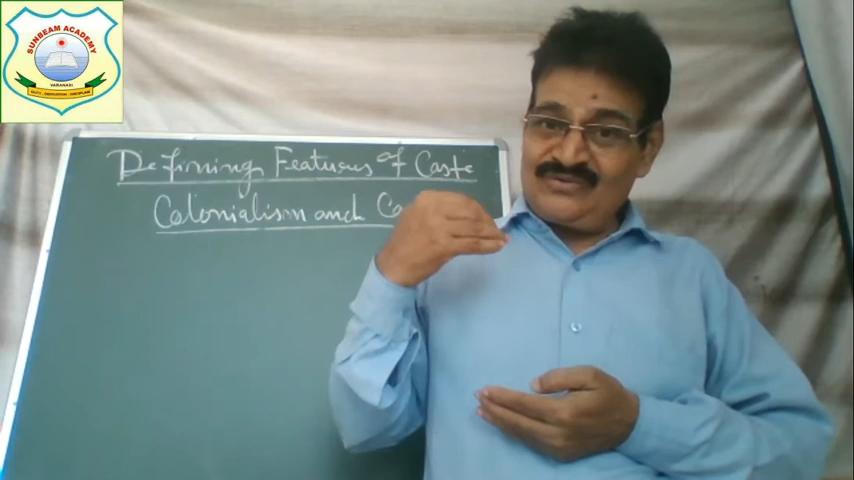 SUNBEAM ACADEMY
VARANASI
Defining Features of Caste
Colonialism and